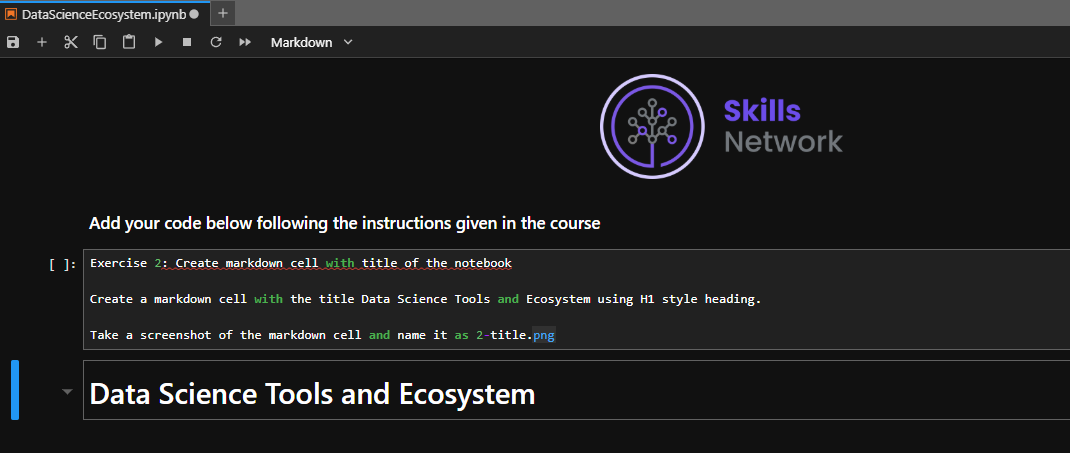 DataScienceEcosystem.ipynb
Markdown
Skills
Network
Add your code below following the instructions given in the course
[ ]:
Exercise 2: Create markdown cell with title of the notebook
Create a markdown cell with the title Data Science Tools and Ecosystem using H1 style heading.
Take a screenshot of the markdown cell and name it as 2-title.png
Data Science Tools and Ecosystem